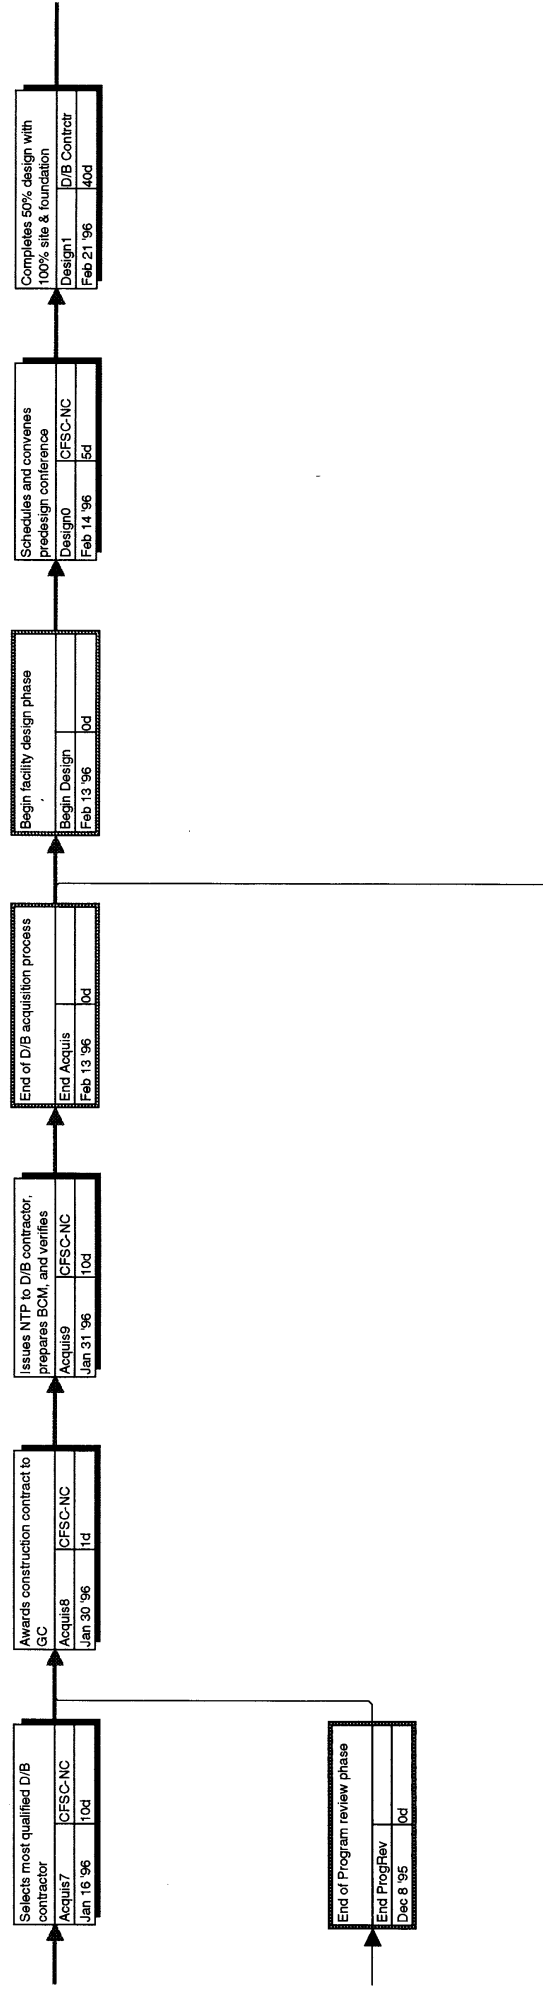 Selects most qualified D/B
contractor
Acquis7 CFSC-NC
Jan 16 '96 10d
End of Program review phase
End ProgRev
Dec 8 '95 0d
Awards construction contract to
GC
Acquis8 CFSC-NC
Jan 30 '96 1d
Issues NTP to D/B contractor,
prepares BCM, and verifies
Acquis9 CFSC-NC
Jan 31 '96 10d
End of D/B acquisition process
End Acquis
Feb 13 '96 0d
Begin facility design phase
Begin Design
Feb 13 '96 0d
Schedules and convenes
predesign conference
Design0 CFSC-NC
Feb 14 '96 5d
Completes 50% design with
100% site & foundation
Design1 D/B Contrctr
Feb 21 '96 40d